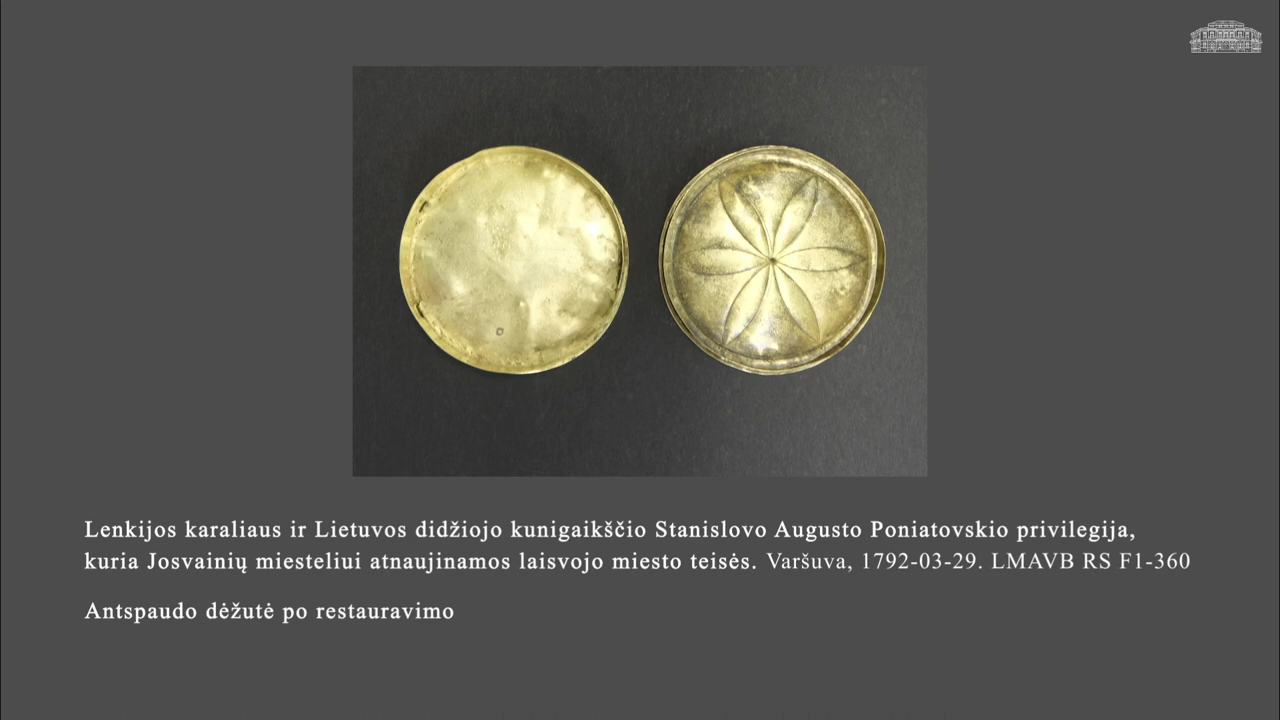 Lenkijos karaliaus ir Lietuvos didžiojo kunigaikščio Stanislovo Augusto Poniatovskio privilegija,
kuria Josvainių miesteliui atnaujinamos laisvojo miesto teisės. Varšuva, 1792-03-29. LMAVB RS F1-360
Antspaudo dėžutė po restauravimo